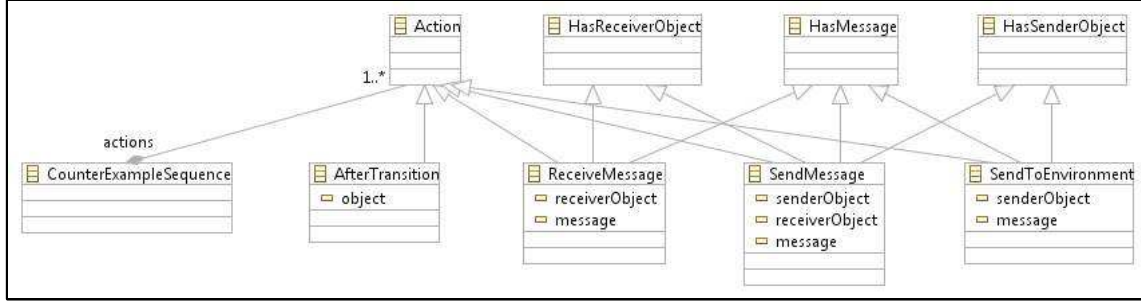 Action
HasReceiverObject
HasMessage
HasSenderObject
1..*
actions
CounterExampleSequence
AfterTransition
object
ReceiveMessage
receiverObject
message
SendMessage
senderObject
receiverObject
message
SendToEnvironment
senderObject
message